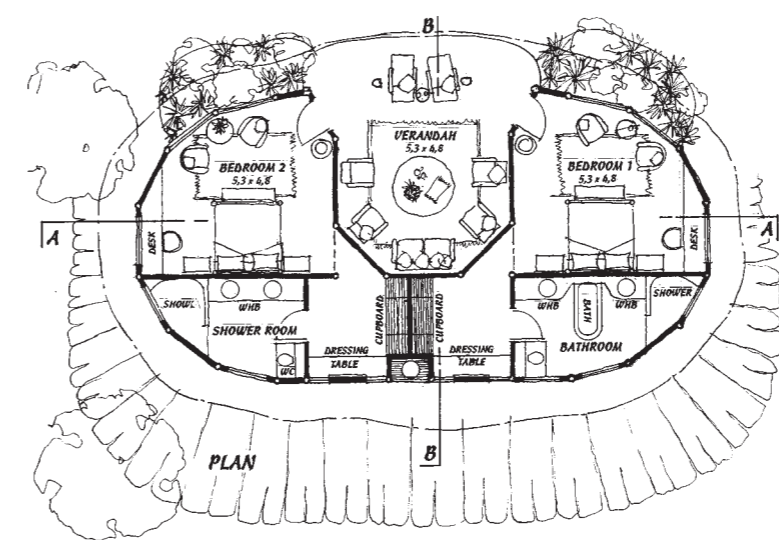 B
VERANDAH
5,3 x 6,8
BEDROOM 2
5,3 x 6,8
BEDROOM 1
5,3 x 6,8
A
A
DESK
DESK
SHOWER
WHB
SHOWER ROOM
WC
CUPBOARD
CUPBOARD
DRESSING
TABLE
DRESSING
TABLE
WHB
BATH
WHB
SHOWER
BATHROOM
B
PLAN